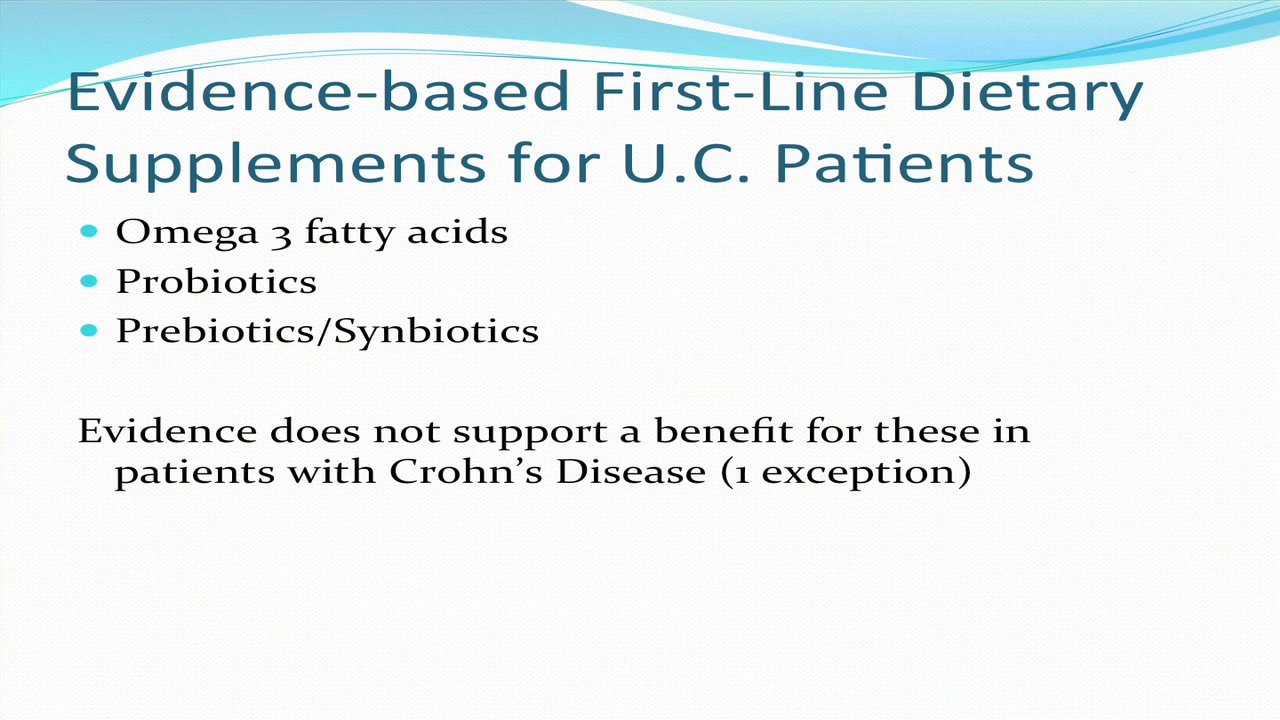 Evidence-based First-Line Dietary
Supplements for U.C. Patients
• Omega 3 fatty acids
• Probiotics
• Prebiotics/Synbiotics
Evidence does not support a benefit for these in
patients with Crohn’s Disease (1 exception)